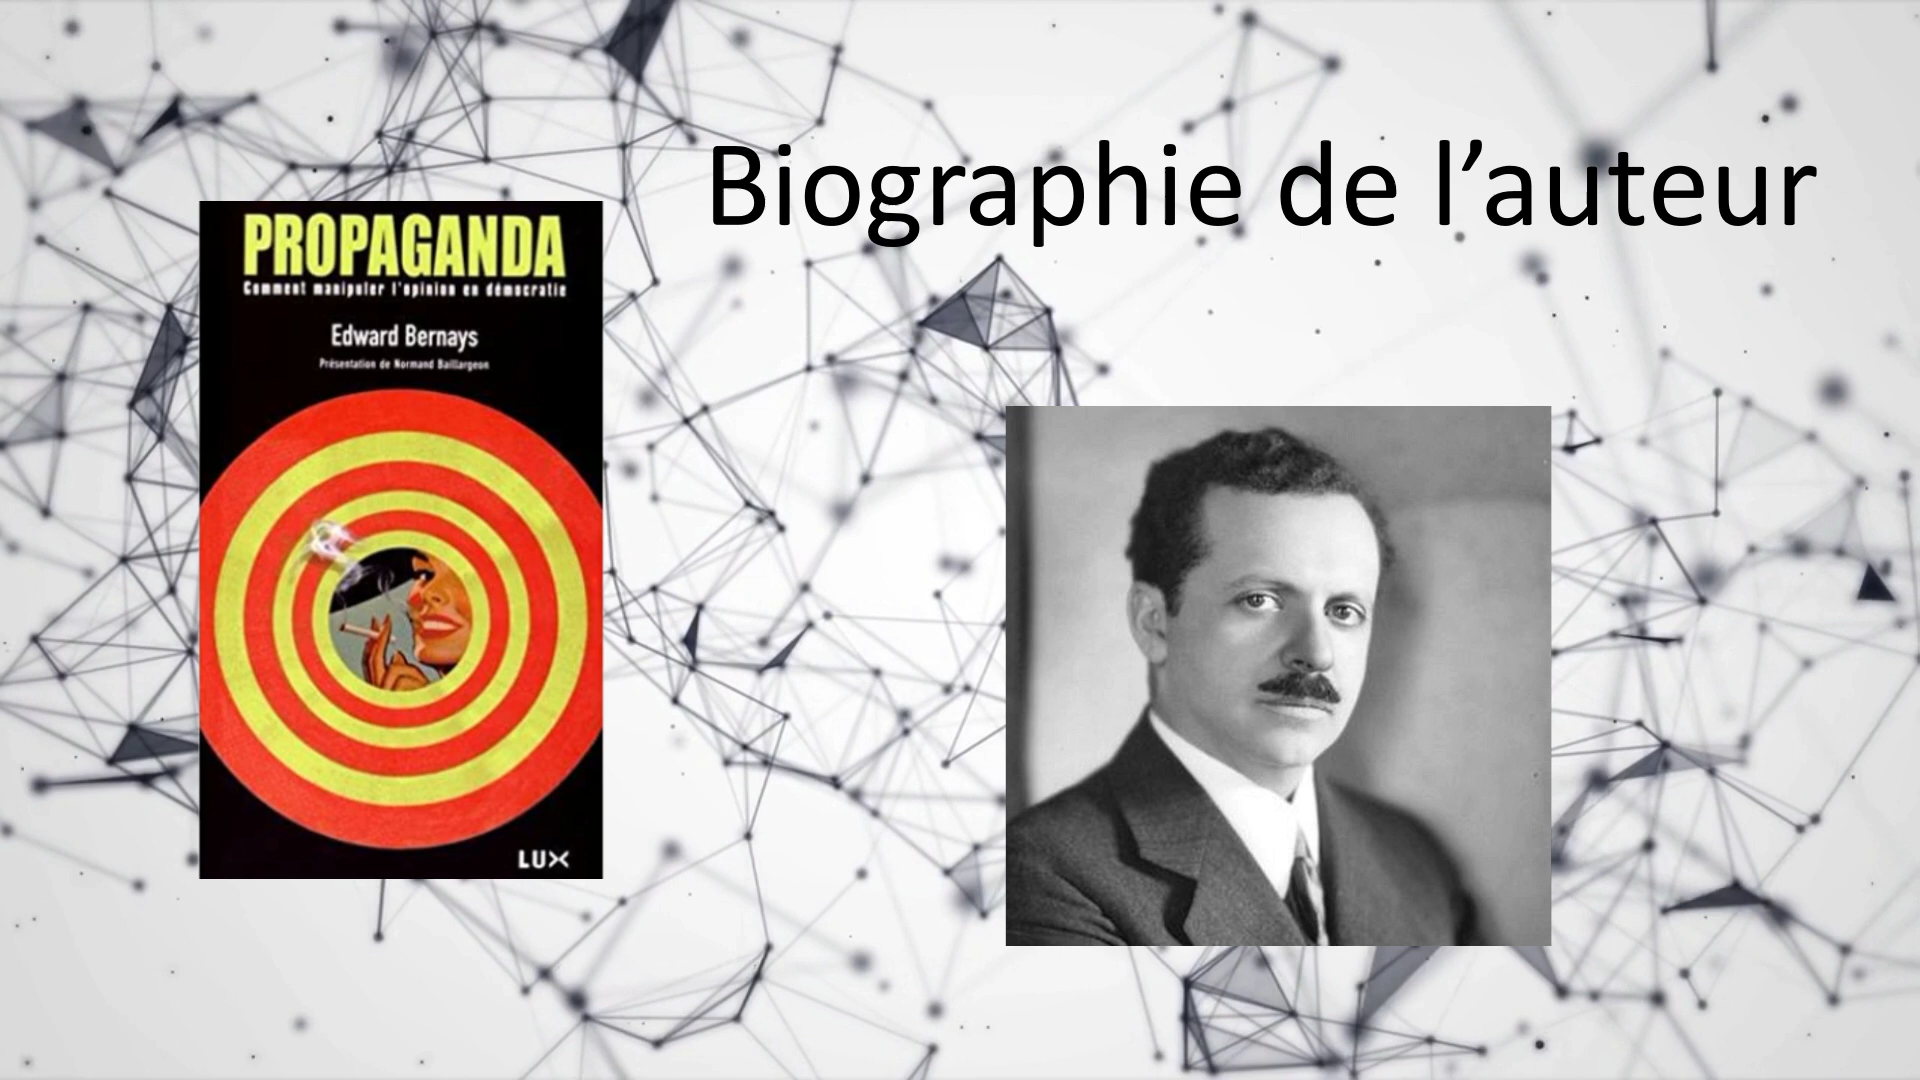 Biographie de l’auteur
PROPAGANDA
Comment manipuler l'opinion en démocratie
Edward Bernays
Présentation de Normand Baillargeon
LUX